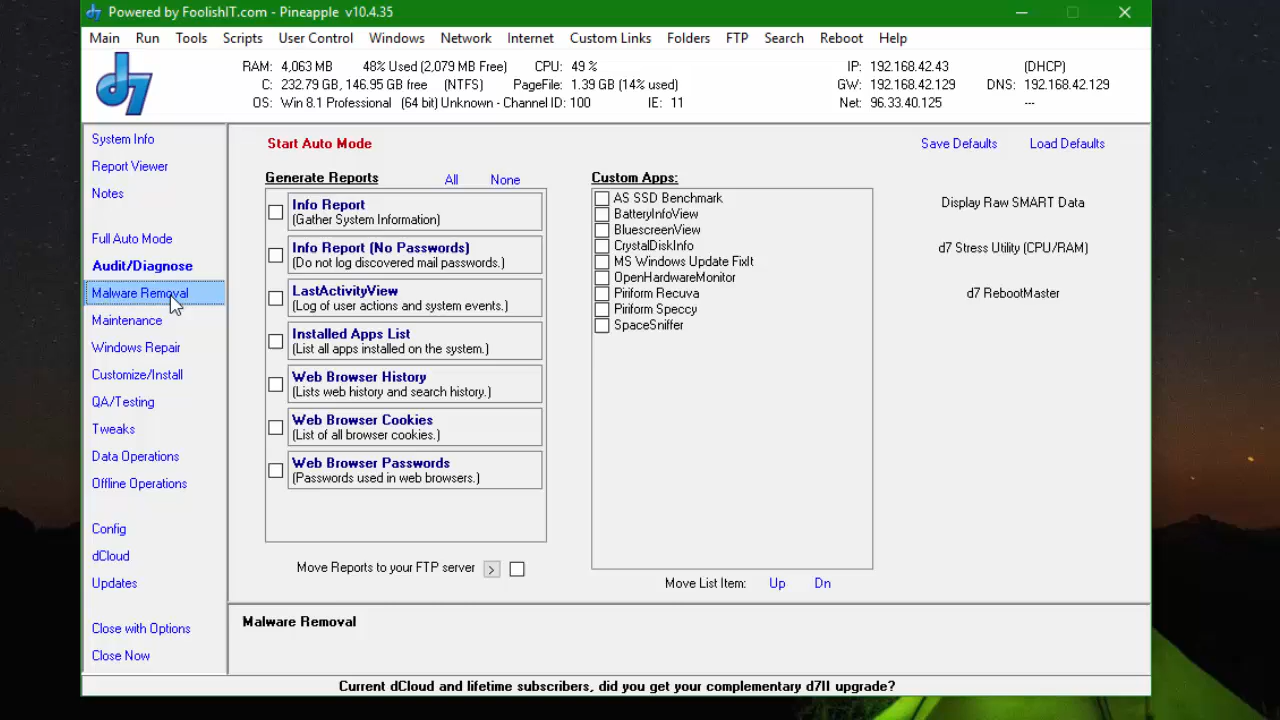 Powered by FoolishIT.com - Pineapple v10.4.35
Main Run Tools Scripts User Control Windows Network Internet Custom Links Folders FTP Search Reboot Help
d7
RAM: 4,063 MB 48% Used (2,079 MB Free) CPU: 49 % IP: 192.168.42.43 (DHCP)
C: 232.79 GB, 146.95 GB free (NTFS) PageFile: 1.39 GB (14% used) GW: 192.168.42.129 DNS: 192.168.42.129
OS: Win 8.1 Professional (64 bit) Unknown - Channel ID: 100 IE: 11 Net: 96.33.40.125 ---
System Info
Report Viewer
Notes
Full Auto Mode
Audit/Diagnose
Malware Removal
Maintenance
Windows Repair
Customize/Install
QA/Testing
Tweaks
Data Operations
Offline Operations
Config
dCloud
Updates
Close with Options
Close Now
Start Auto Mode
Save Defaults Load Defaults
Generate Reports All None
Info Report
(Gather System Information)
Info Report (No Passwords)
(Do not log discovered mail passwords.)
LastActivityView
(Log of user actions and system events.)
Installed Apps List
(List all apps installed on the system.)
Web Browser History
(Lists web history and search history.)
Web Browser Cookies
(List of all browser cookies.)
Web Browser Passwords
(Passwords used in web browsers.)
Move Reports to your FTP server >
Custom Apps:
AS SSD Benchmark
BatteryInfoView
BluescreenView
CrystalDiskInfo
MS Windows Update FixIt
OpenHardwareMonitor
Piriform Recuva
Piriform Speccy
SpaceSniffer
Move List Item: Up Dn
Display Raw SMART Data
d7 Stress Utility (CPU/RAM)
d7 RebootMaster
Malware Removal
Current dCloud and lifetime subscribers, did you get your complementary d7II upgrade?